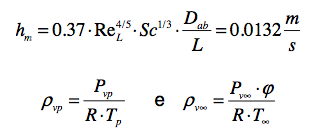 h_m = 0.37 · Re_L^{4/5} · Sc^{1/3} · D_ab / L = 0.0132 m / s
ρ_vp = P_vp / (R · T_p) e ρ_v∞ = P_v∞ · φ / (R · T_∞)